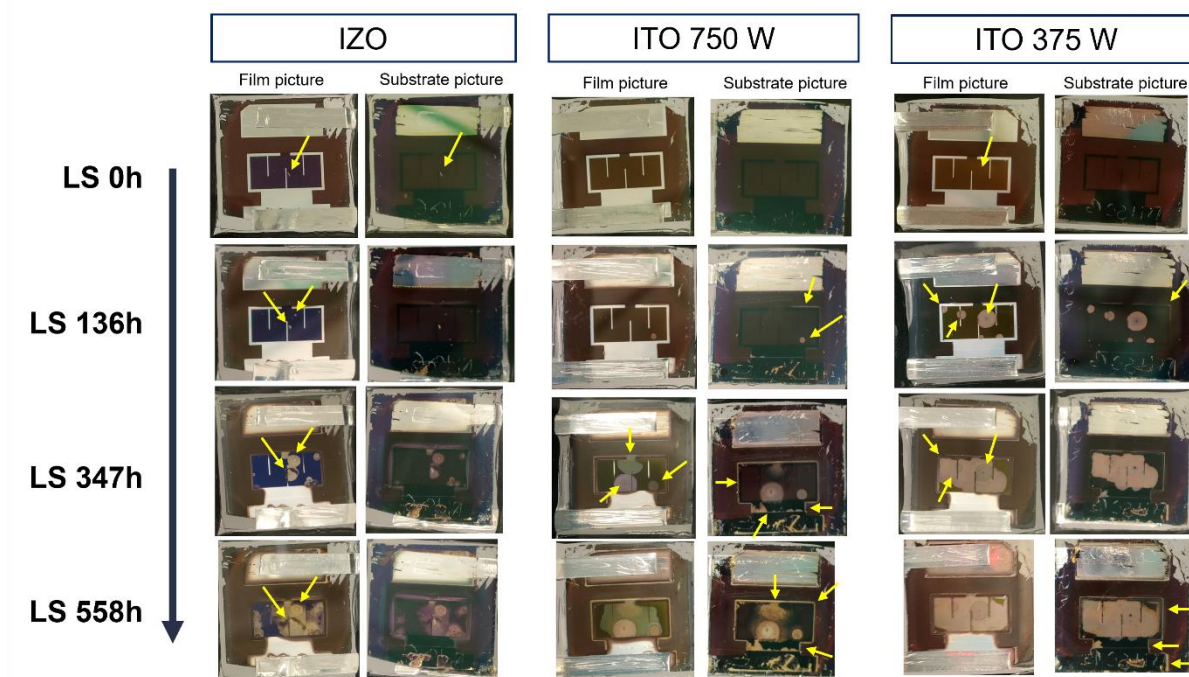 IZO
ITO 750 W
ITO 375 W
Film picture
Substrate picture
Film picture
Substrate picture
Film picture
Substrate picture
LS 0h
LS 136h
LS 347h
LS 558h